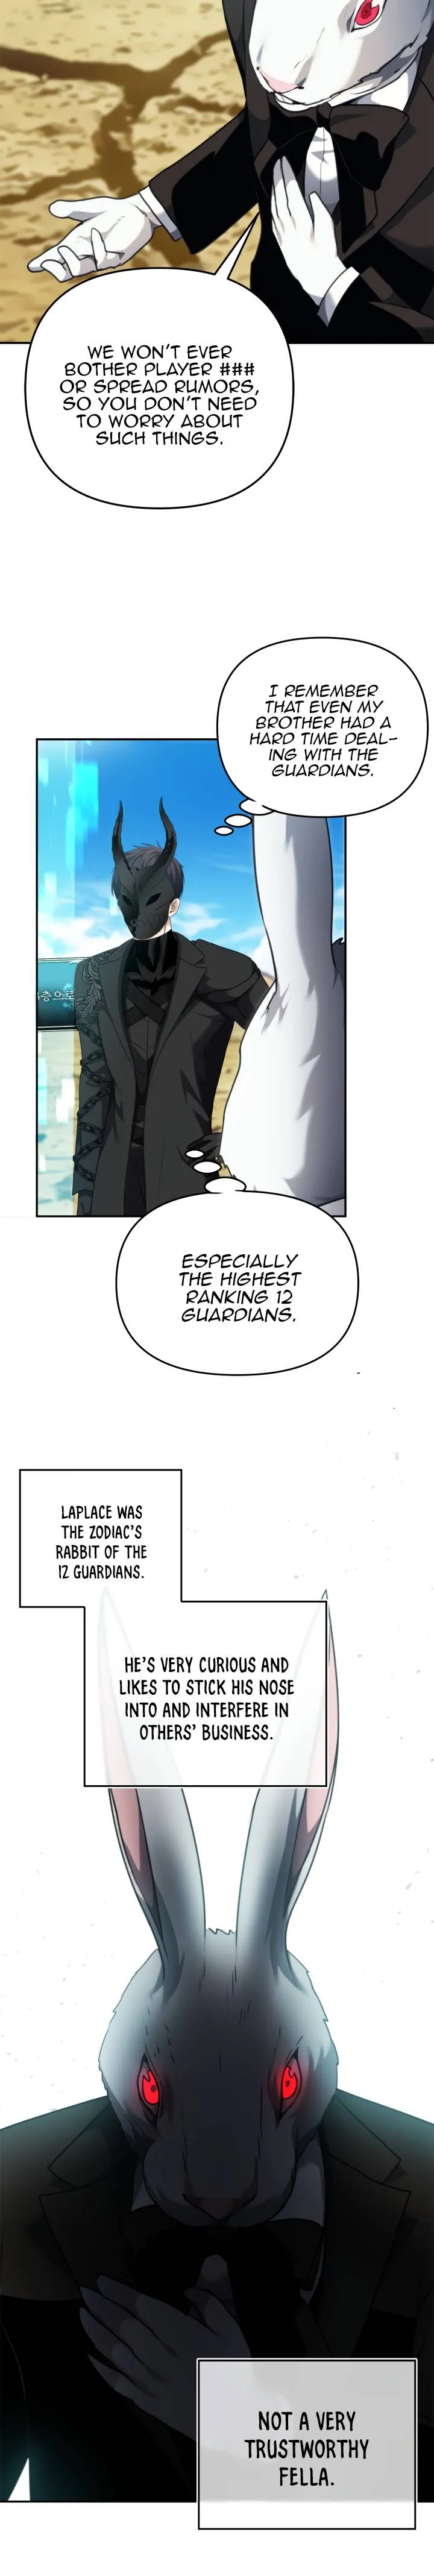 WE WON'T EVER
BOTHER PLAYER ###
OR SPREAD RUMORS,
SO YOU DON'T NEED
TO WORRY ABOUT
SUCH THINGS.
I REMEMBER
THAT EVEN MY
BROTHER HAD A
HARD TIME DEAL-
ING WITH THE
GUARDIANS.
층으로
ESPECIALLY
THE HIGHEST
RANKING 12
GUARDIANS.
LAPLACE WAS
THE ZODIAC'S
RABBIT OF THE
12 GUARDIANS.
HE'S VERY CURIOUS AND
LIKES TO STICK HIS NOSE
INTO AND INTERFERE IN
OTHERS' BUSINESS.
NOT A VERY
TRUSTWORTHY
FELLA.